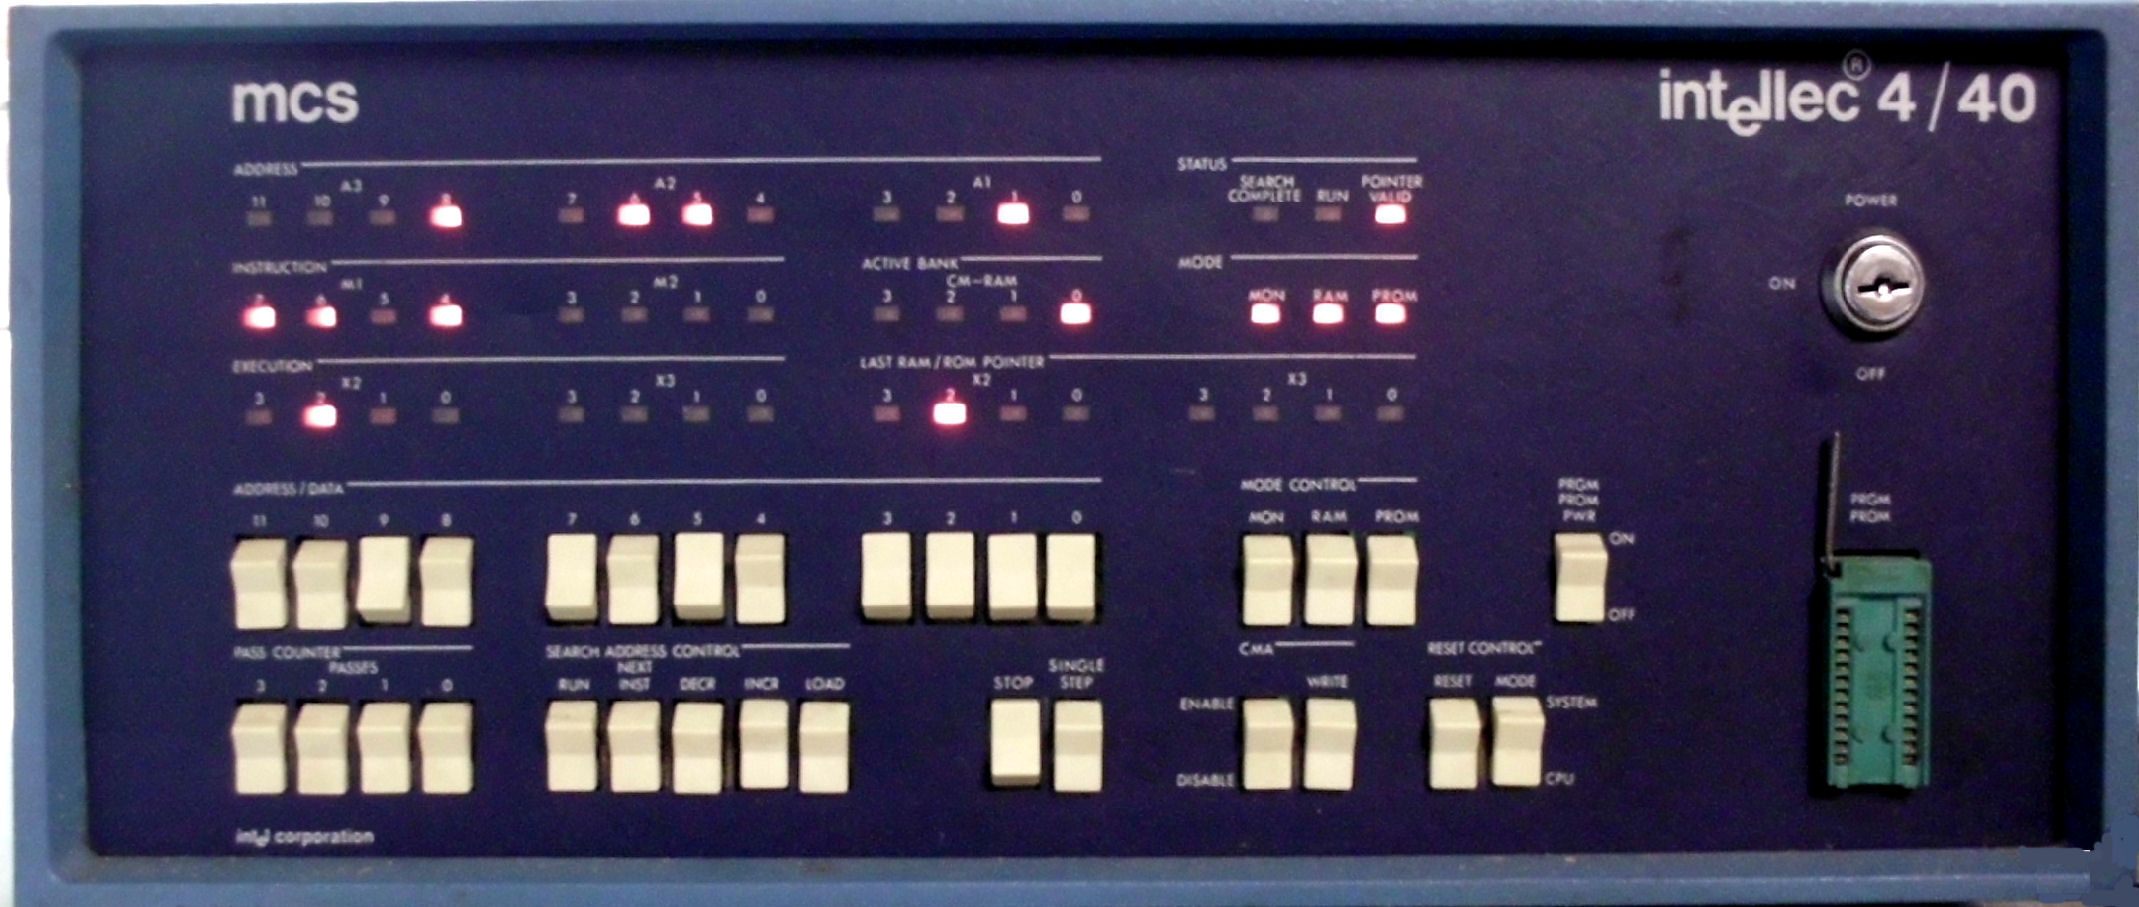 mcs
intellec® 4/40
ADDRESS
STATUS
A3 A2 A1
SEARCH COMPLETE RUN POINTER VALID
11 10 9 8 7 6 5 4 3 2 1 0
POWER
INSTRUCTION
ACTIVE BANK
MODE
M1 M2 CM-RAM
7 6 5 4 3 2 1 0 3 2 1 0
MON RAM PROM
ON
EXECUTION
LAST RAM/ROM POINTER
OFF
X2 X3 X2 X3
3 2 1 0 3 2 1 0 3 2 1 0 3 2 1 0
ADDRESS/DATA
MODE CONTROL
PRGM PROM PWR
PRGM PROM
11 10 9 8 7 6 5 4 3 2 1 0
MON RAM PROM
ON
OFF
PASS COUNTER
SEARCH ADDRESS CONTROL
CMA
RESET CONTROL
PASSES
3 2 1 0
RUN NEXT INST DECR INCR LOAD
STOP SINGLE STEP
WRITE
RESET MODE
ENABLE
SYSTEM
DISABLE
CPU
intel corporation